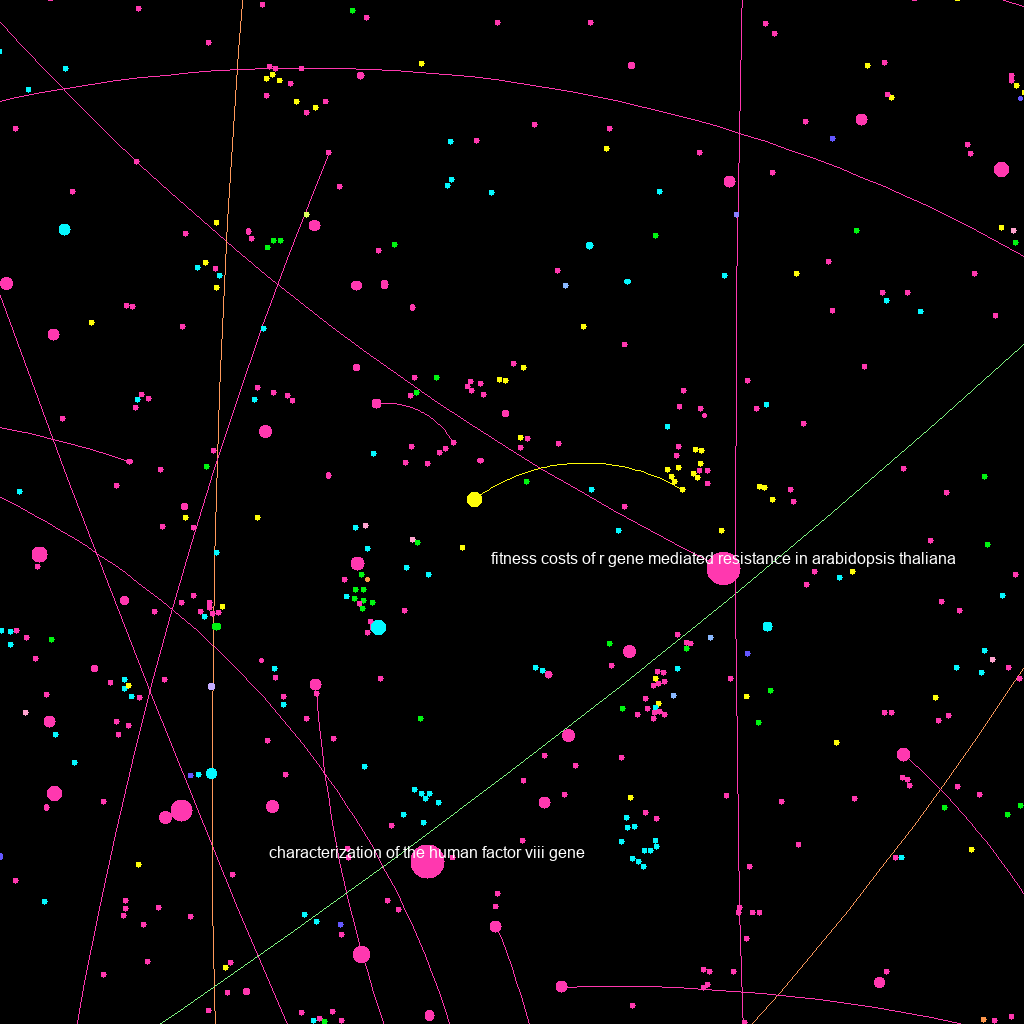 fitness costs of r gene mediated resistance in arabidopsis thaliana
characterization of the human factor viii gene